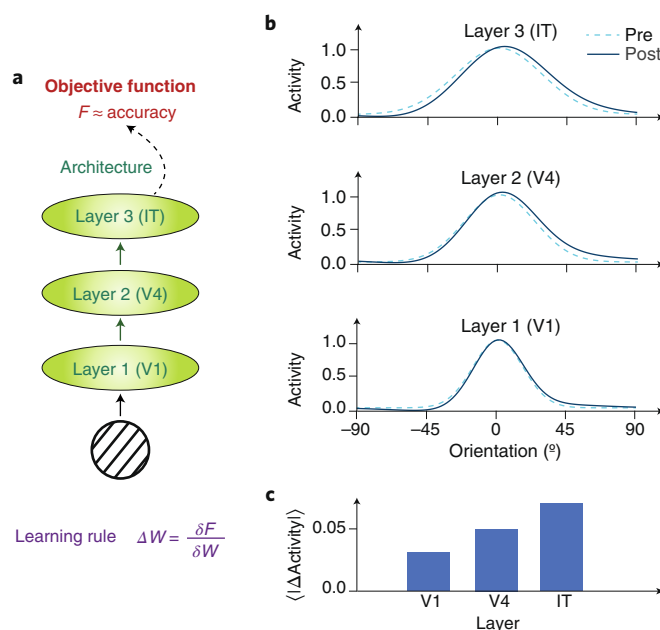 a
Objective function
F ≈ accuracy
Architecture
Layer 3 (IT)
Layer 2 (V4)
Layer 1 (V1)
Learning rule ΔW = δF / δW
b
Layer 3 (IT)
Pre
Post
Activity
1.0
0.5
0.0
Layer 2 (V4)
Activity
1.0
0.5
0
Layer 1 (V1)
Activity
1.0
0.5
0.0
–90 –45 0 45 90
Orientation (º)
c
⟨|ΔActivity|⟩
0.05
0.0
V1 V4 IT
Layer